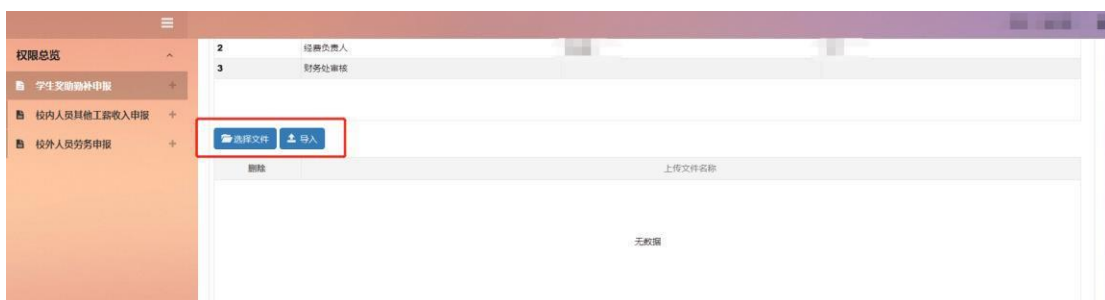 权限总览
学生奖助勤补申报
校内人员其他工薪收入申报
校外人员劳务申报
2 经费负责人
3 财务处审核
选择文件 导入
删除 上传文件名称
无数据